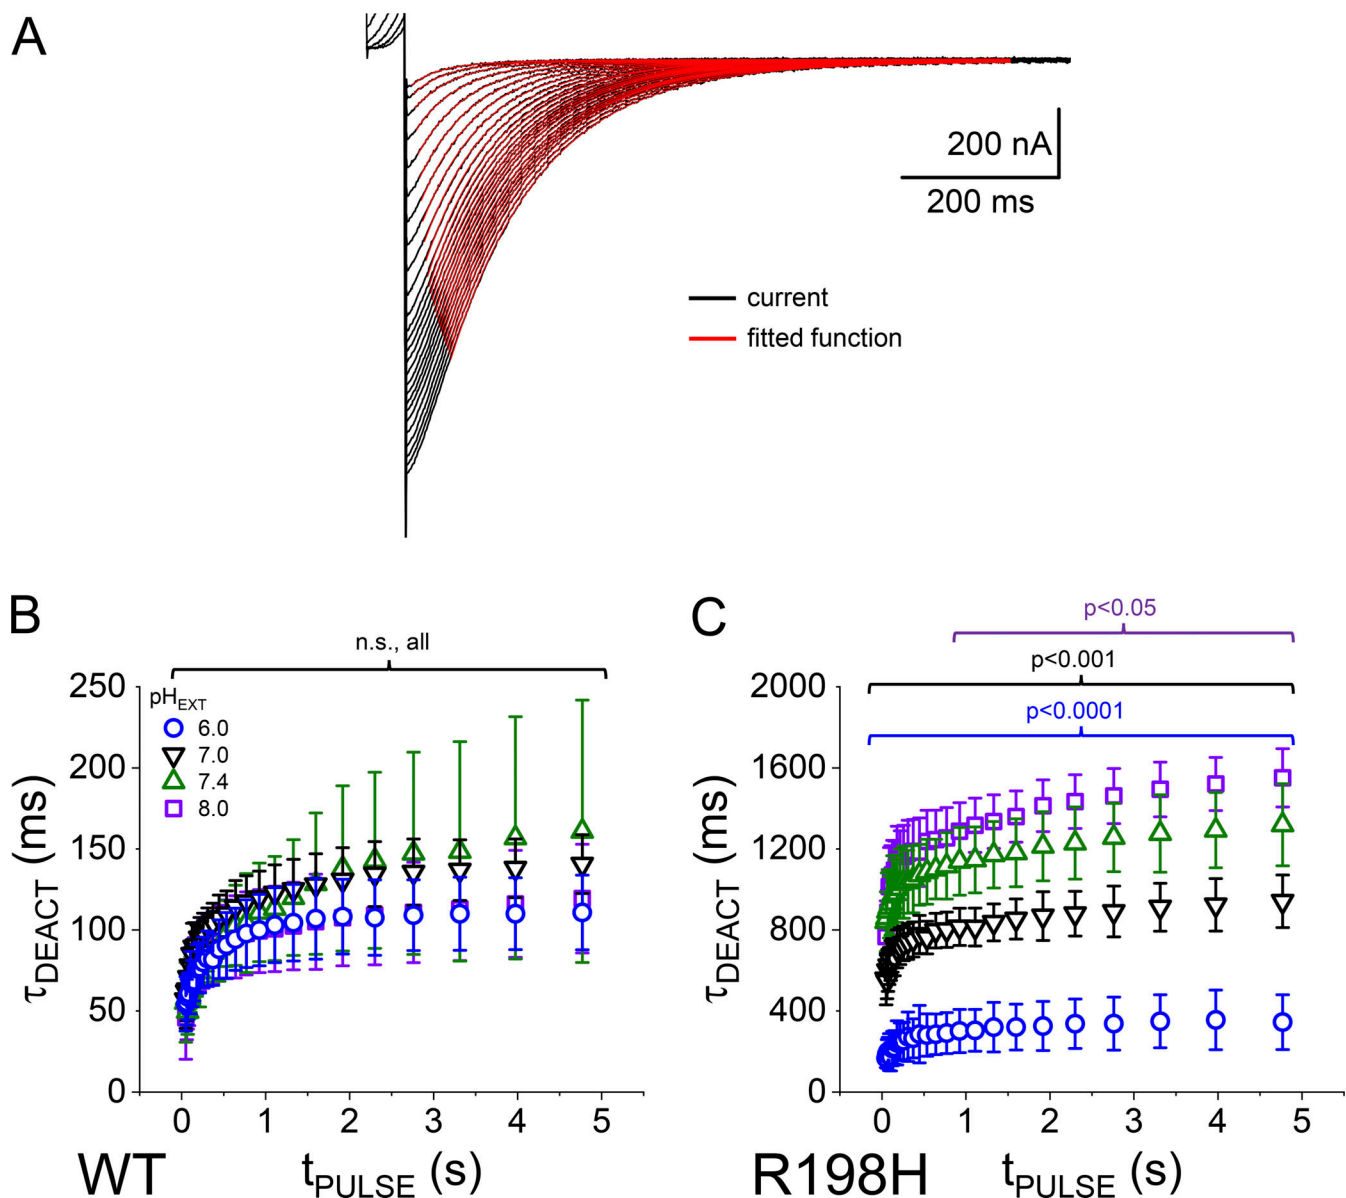 A
200 nA
200 ms
current
fitted function
B
n.s., all
250
200
150
100
50
0
τDEACT (ms)
pHEXT
6.0
7.0
7.4
8.0
0 1 2 3 4 5
WT
tPULSE (s)
C
p<0.05
p<0.001
p<0.0001
2000
1600
1200
800
400
0
τDEACT (ms)
0 1 2 3 4 5
R198H
tPULSE (s)